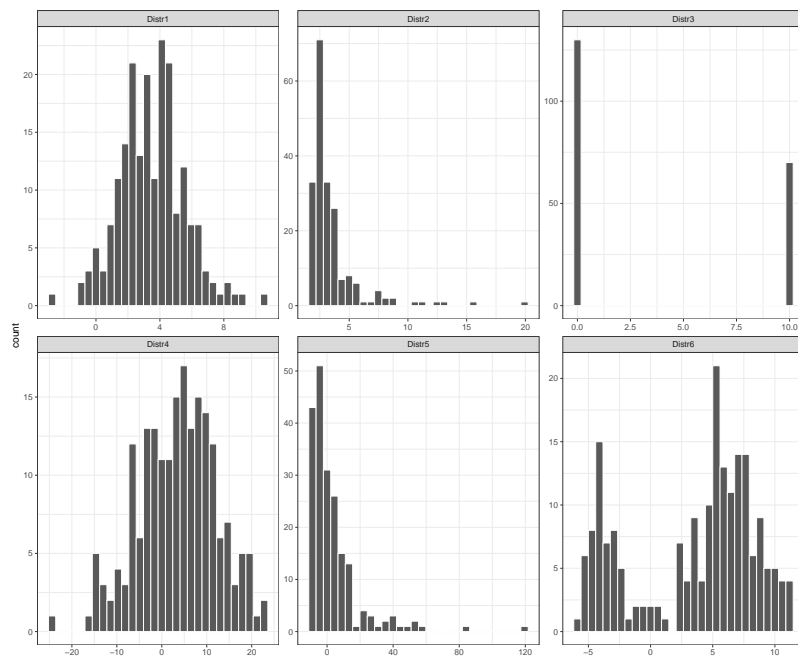 Distr1 Distr2 Distr3
20 15 10 5 0
60 40 20 0
100 50 0
0 4 8
5 10 15 20
0.0 2.5 5.0 7.5 10.0
count
Distr4 Distr5 Distr6
15 10 5 0
50 40 30 20 10 0
20 15 10 5 0
−20 −10 0 10 20
0 40 80 120
−5 0 5 10